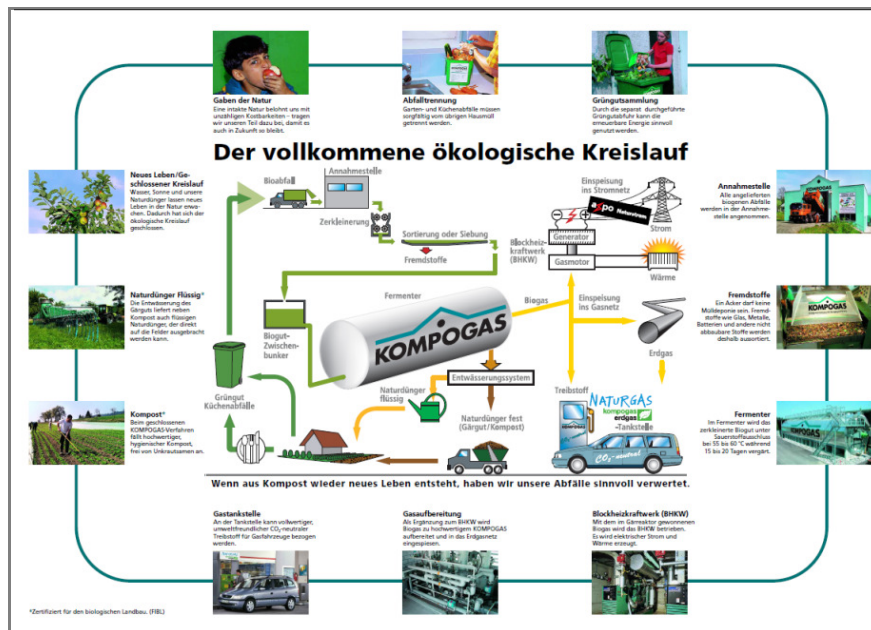 Gaben der Natur
Eine intakte Natur belohnt uns mit
unzähligen Kostbarkeiten – tragen
wir unseren Teil dazu bei, damit es
auch in Zukunft so bleibt.
Abfalltrennung
Garten- und Küchenabfälle müssen
sorgfältig vom übrigen Hausmüll
getrennt werden.
Grüngutsammlung
Durch die separat durchgeführte
Grüngutabfuhr kann die
erneuerbare Energie sinnvoll
genutzt werden.
Der vollkommene ökologische Kreislauf
Neues Leben/Ge-
schlossener Kreislauf
Wasser, Sonne und unsere
Naturdünger lassen neues
Leben in der Natur erwa-
chen. Dadurch hat sich der
ökologische Kreislauf
geschlossen.
Naturdünger Flüssig*
Die Entwässerung des
Gärguts liefert neben
Kompost auch flüssigen
Naturdünger, der direkt
auf die Felder ausgebracht
werden kann.
Kompost*
Beim geschlossenen
KOMPOGAS-Verfahren
fällt hochwertiger,
hygienischer Kompost,
frei von Unkrautsamen an.
Bioabfall
Annahmestelle
Zerkleinerung
Sortierung oder Siebung
Fremdstoffe
Einspeisung
ins Stromnetz
axpo Naturstrom
Strom
Generator
Blockheiz-
kraftwerk
(BHKW)
Gasmotor
Wärme
Fermenter
KOMPOGAS
Biogas
Einspeisung
ins Gasnetz
Erdgas
Biogut-
Zwischen-
bunker
Grüngut
Küchenabfälle
Naturdünger
flüssig
Entwässerungssystem
Naturdünger fest
(Gärgut/Kompost)
Treibstoff
NATURGAS
kompogas
erdgas
-Tankstelle
CO₂-neutral
Annahmestelle
Alle angelieferten
biogenen Abfälle
werden in der Annahme-
stelle angenommen.
KOMPOGAS
Fremdstoffe
Ein Acker darf keine
Mülldeponie sein. Fremd-
stoffe wie Glas, Metalle,
Batterien und andere nicht
abbaubare Stoffe werden
deshalb aussortiert.
KOMPOGAS
Fermenter
Im Fermenter wird das
zerkleinerte Biogut unter
Sauerstoffausschluss
bei 55 bis 60 °C während
15 bis 20 Tagen vergärt.
Wenn aus Kompost wieder neues Leben entsteht, haben wir unsere Abfälle sinnvoll verwertet.
Gastankstelle
An der Tankstelle kann vollwertiger,
umweltfreundlicher CO₂-neutraler
Treibstoff für Gasfahrzeuge bezogen
werden.
Gasaufbereitung
Als Ergänzung zum BHKW wird
Biogas zu hochwertigen KOMPOGAS
aufbereitet und in das Erdgasnetz
eingespiesen.
Blockheizkraftwerk (BHKW)
Mit dem im Gärreaktor gewonnenen
Biogas wird das BHKW betrieben.
Es wird elektrischer Strom und
Wärme erzeugt.
*Zertifiziert für den biologischen Landbau. (FIBL)